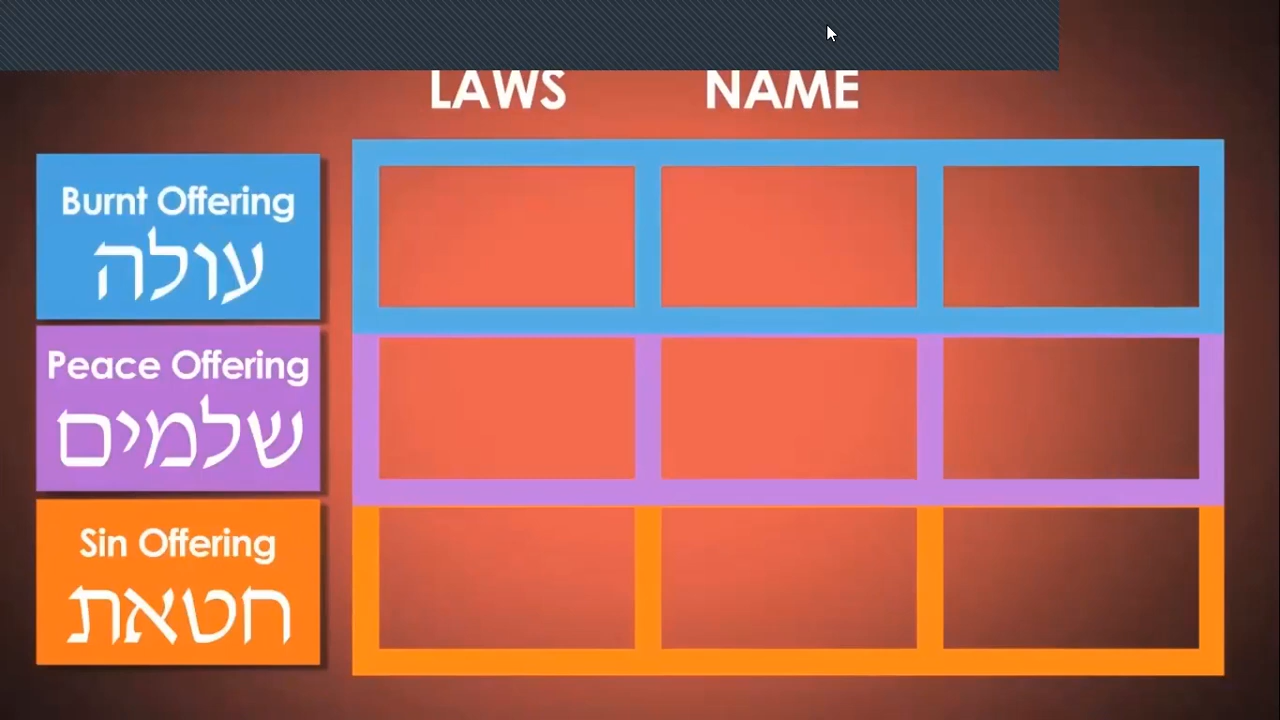 LAWS NAME
Burnt Offering
עולה
Peace Offering
שלמים
Sin Offering
חטאת